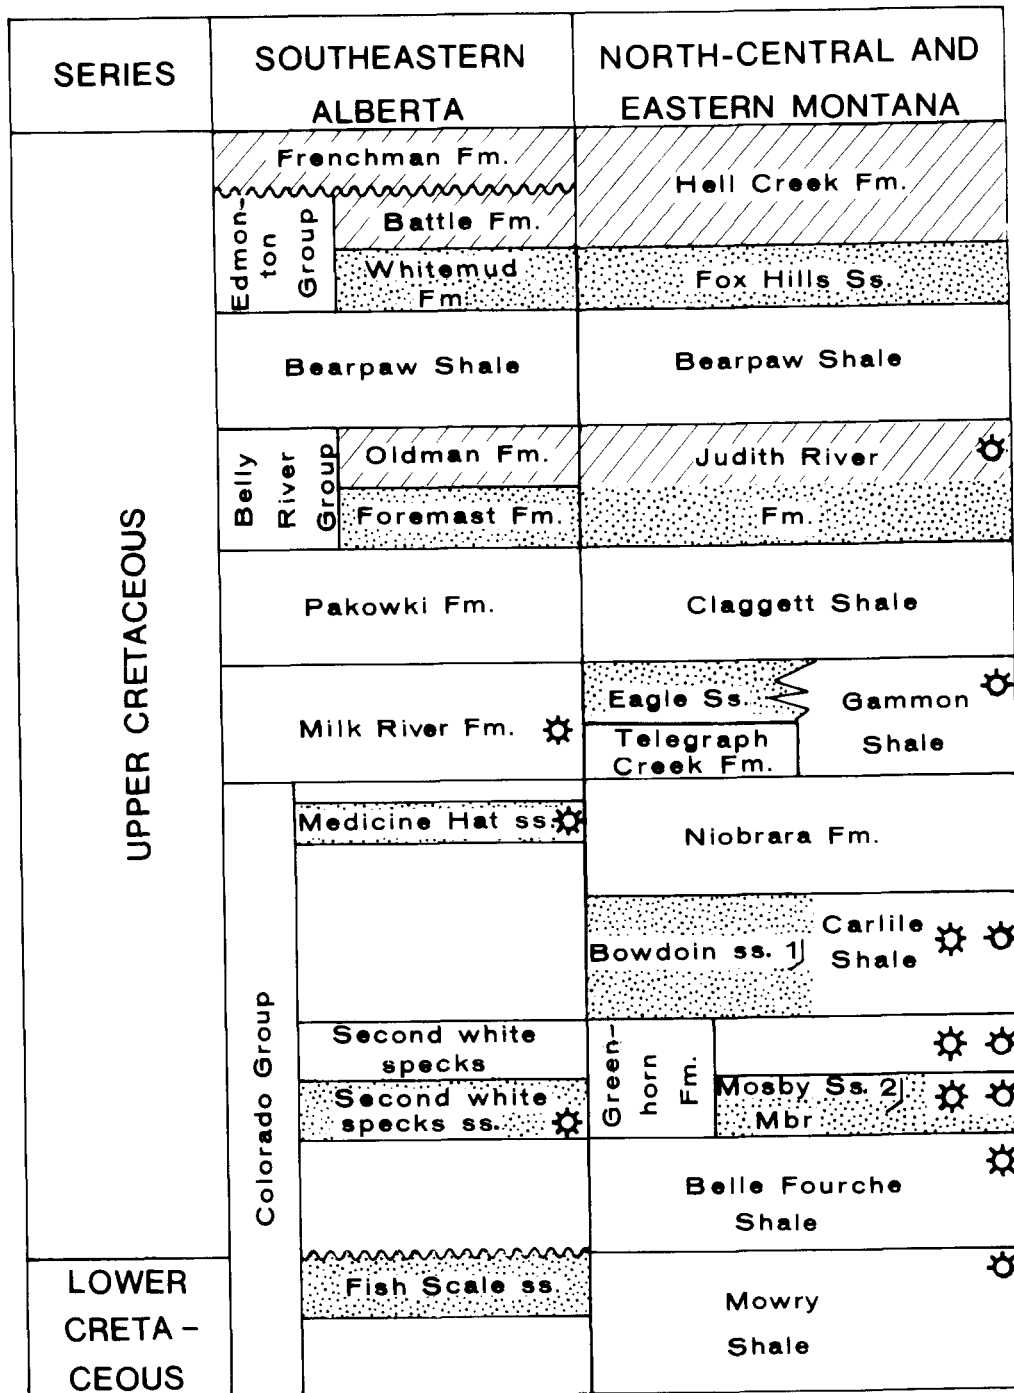 SERIES
SOUTHEASTERN
ALBERTA
NORTH-CENTRAL AND
EASTERN MONTANA
UPPER CRETACEOUS
LOWER
CRETA -
CEOUS
Frenchman Fm.
Edmon-
ton
Group
Battle Fm.
Whitemud
Fm
Bearpaw Shale
Belly
River
Group
Oldman Fm.
Foremast Fm.
Pakowki Fm.
Milk River Fm.
Colorado Group
Medicine Hat ss.
Second white
specks
Second white
specks ss.
Fish Scale ss.
Hell Creek Fm.
Fox Hills Ss.
Bearpaw Shale
Judith River
Fm.
Claggett Shale
Eagle Ss.
Telegraph
Creek Fm.
Gammon
Shale
Niobrara Fm.
Bowdoin ss. 1
Carlile
Shale
Green-
horn
Fm.
Mosby Ss. 2
Mbr
Belle Fourche
Shale
Mowry
Shale